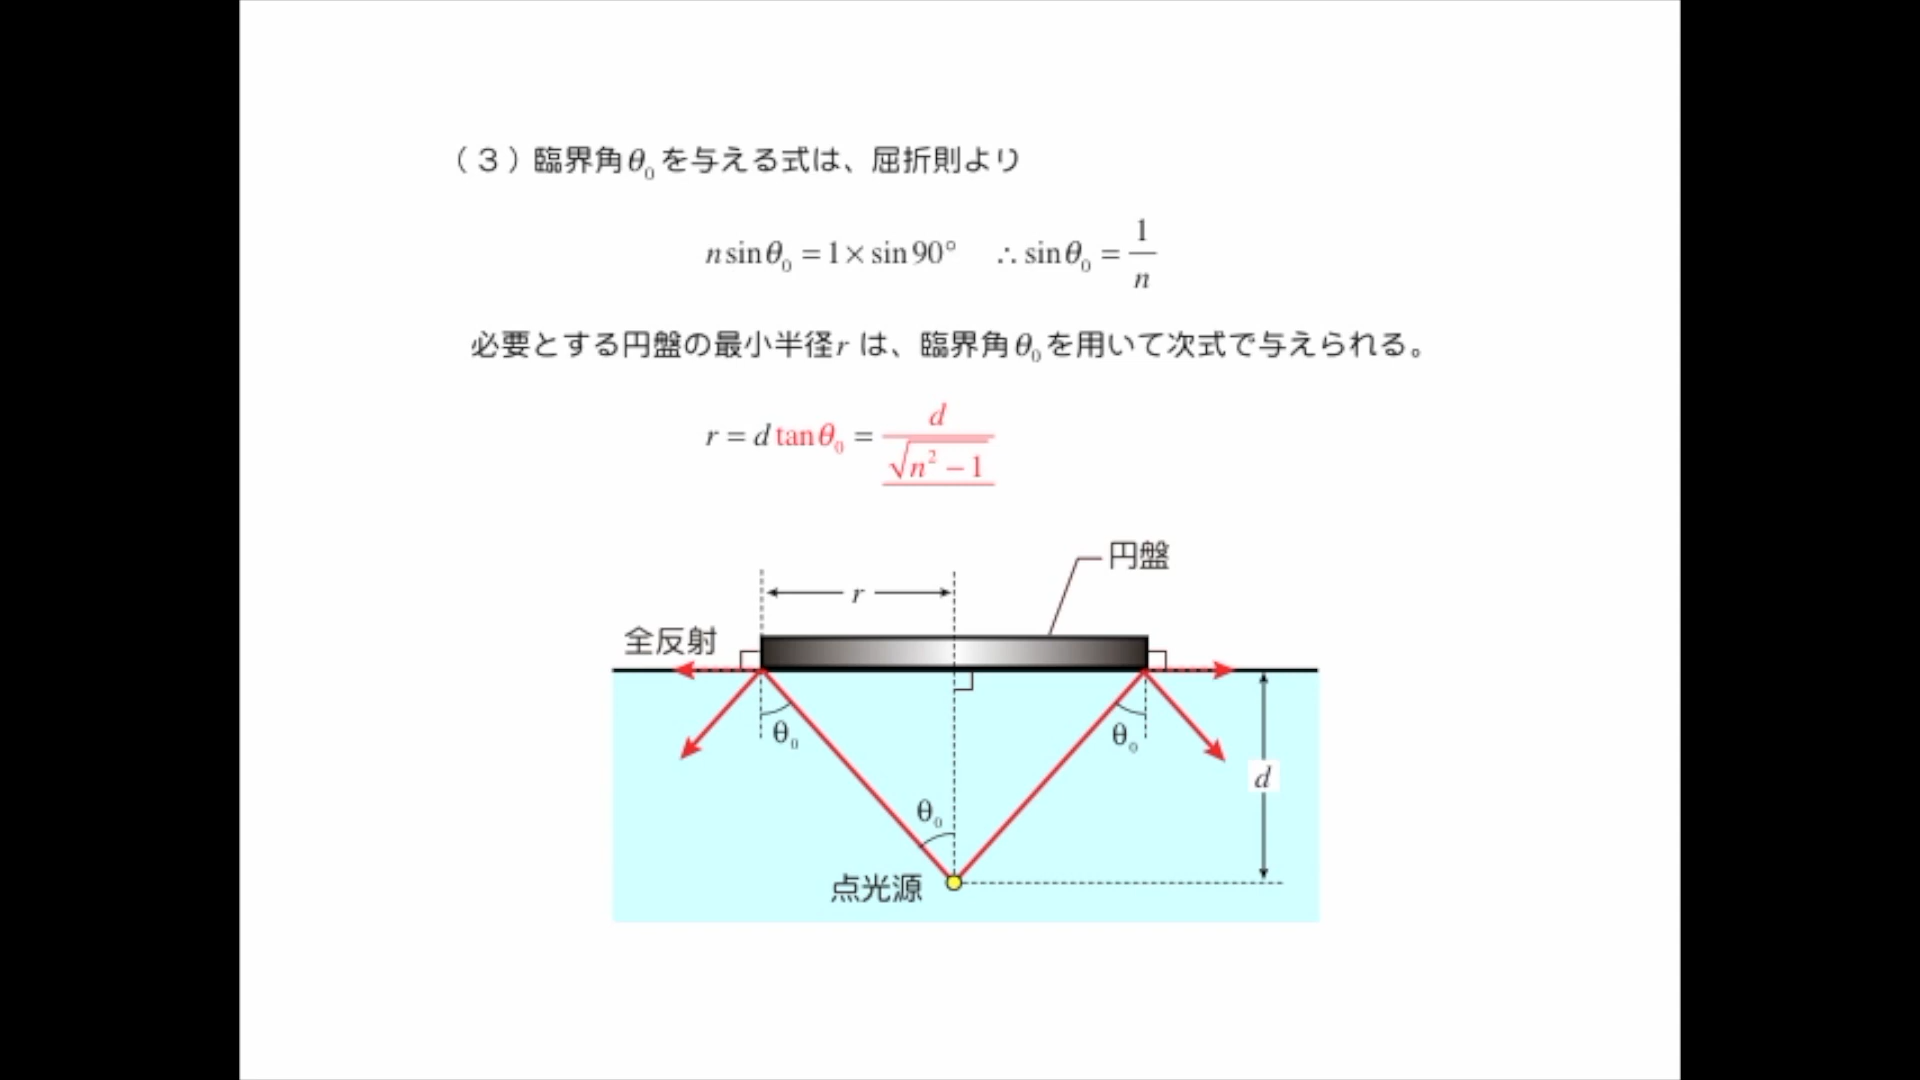 （３）臨界角θ₀を与える式は、屈折則より
n sinθ₀ = 1 × sin 90°　∴ sinθ₀ = 1/n
必要とする円盤の最小半径r は、臨界角θ₀を用いて次式で与えられる。
r = d tanθ₀ = d/√(n² − 1)
円盤
r
全反射
θ₀
θ₀
d
θ₀
点光源